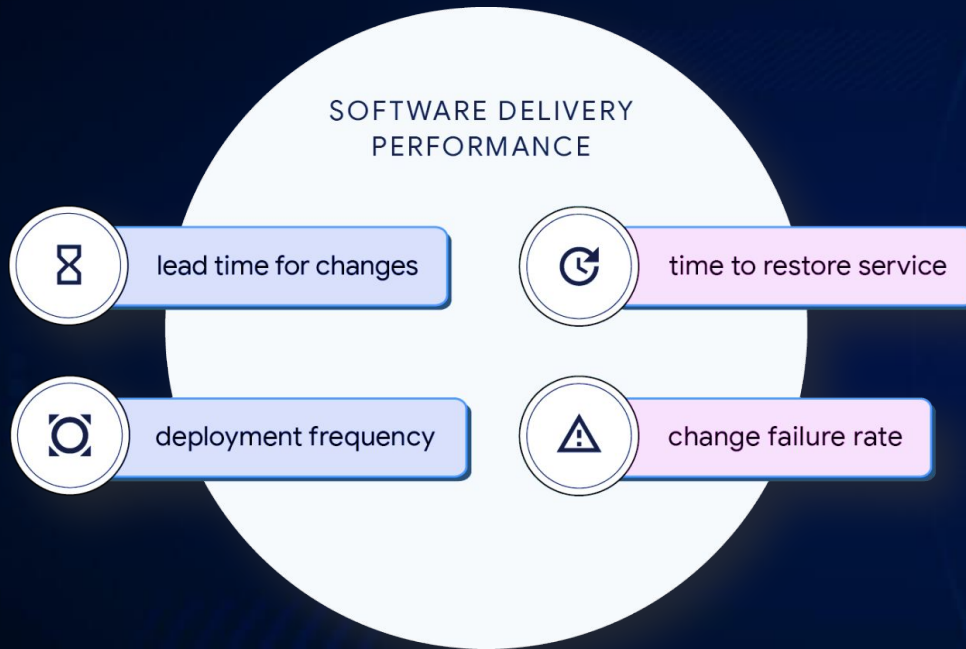 SOFTWARE DELIVERY
PERFORMANCE
lead time for changes
time to restore service
deployment frequency
change failure rate